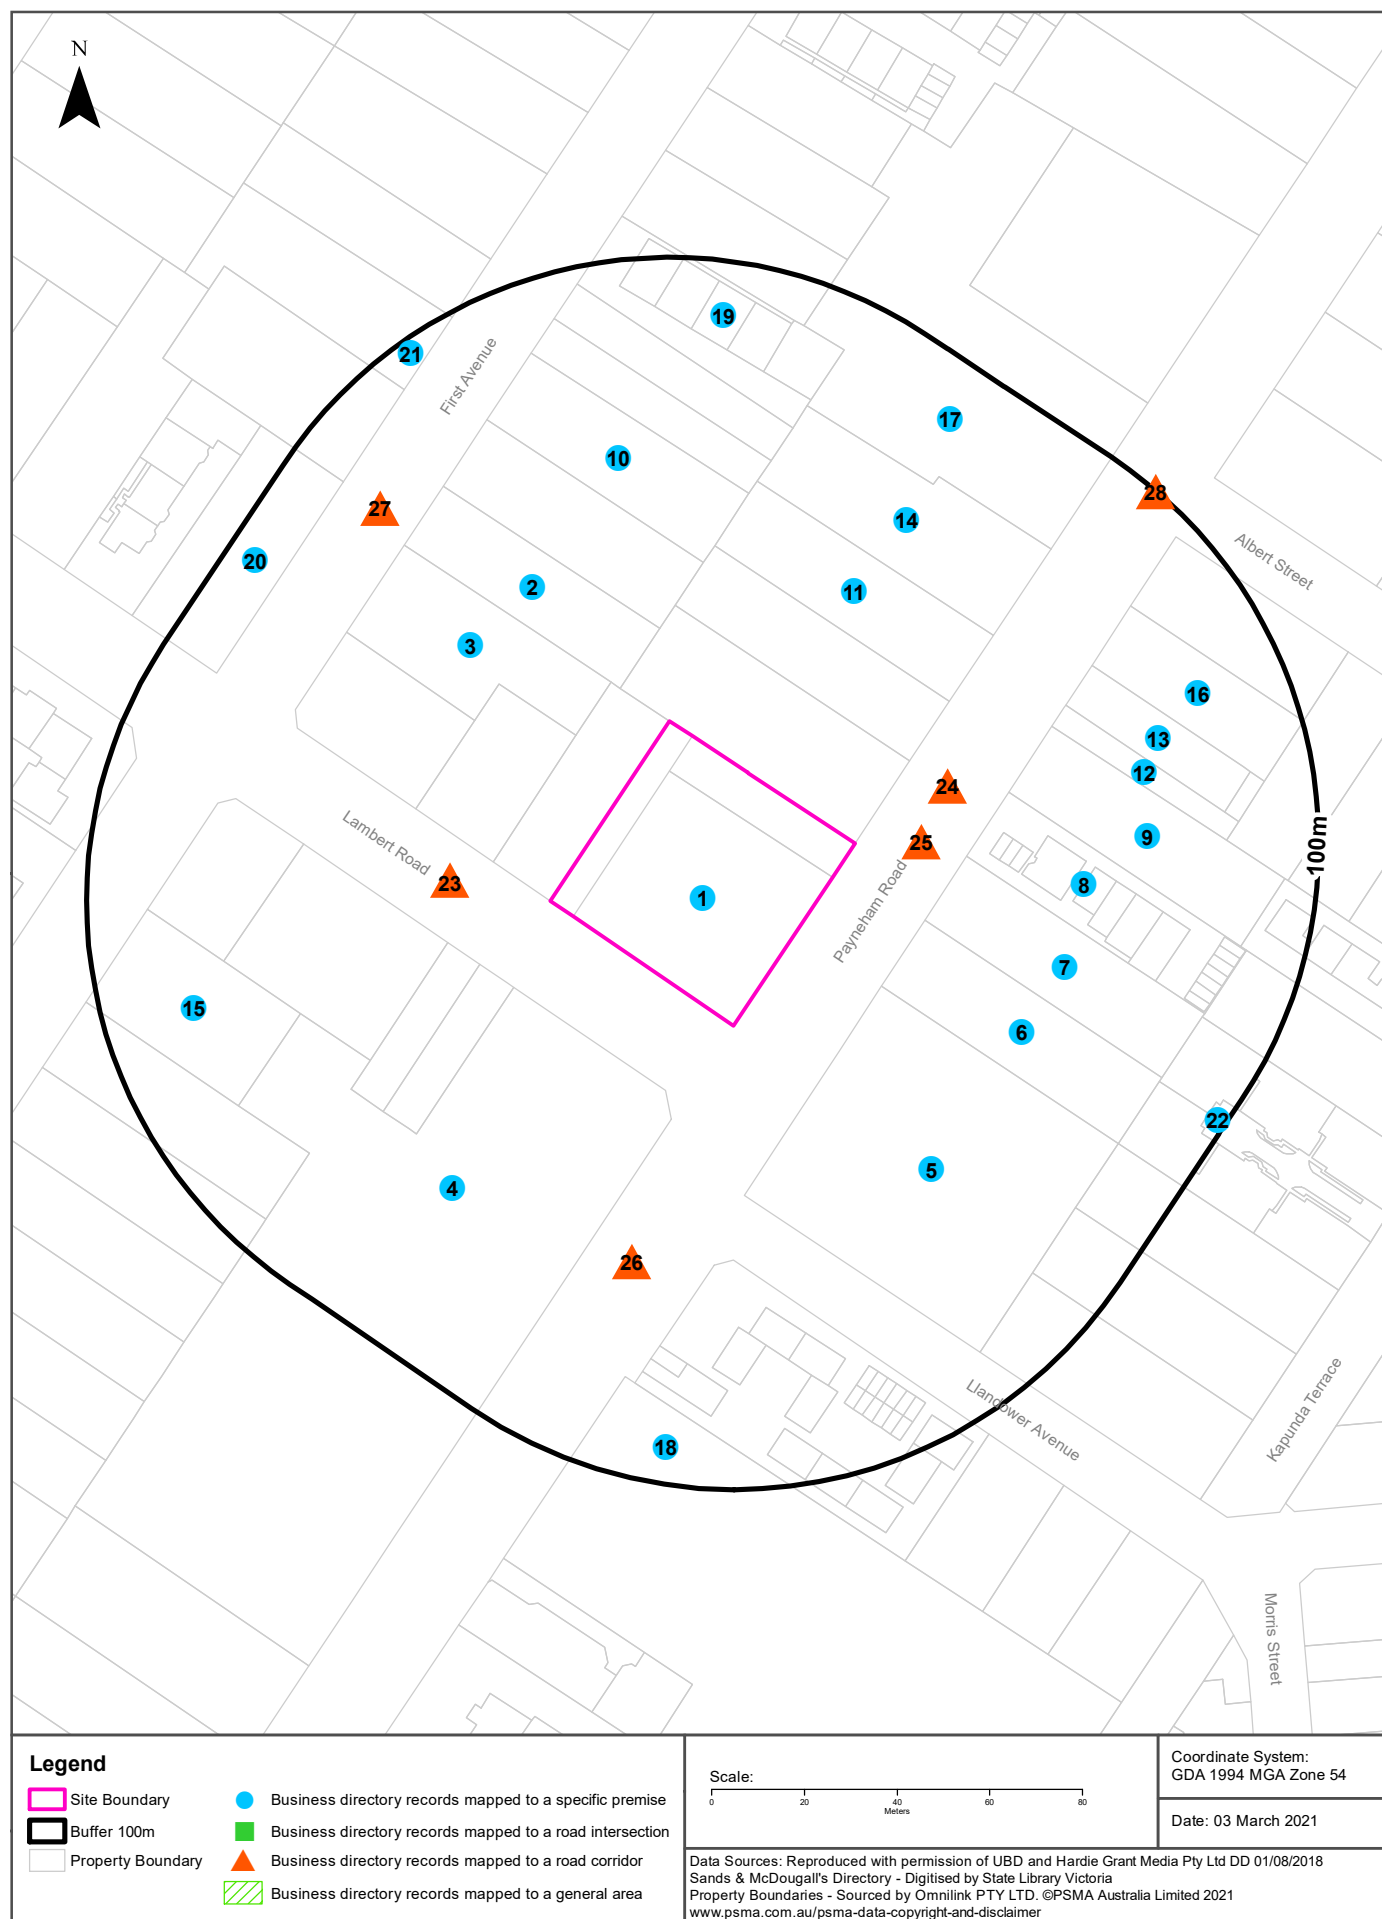 N
19
21
First Avenue
17
10
28
27
14
Albert Street
20
2
11
3
16
13
12
24
9
100m
25
Lambert Road
23
8
1
Payneham Road
7
15
6
22
5
4
26
Llandower Avenue
Kapunda Terrace
18
Morris Street
Legend
Site Boundary
Buffer 100m
Property Boundary
Business directory records mapped to a specific premise
Business directory records mapped to a road intersection
Business directory records mapped to a road corridor
Business directory records mapped to a general area
Scale:
0 20 40 60 80
Meters
Coordinate System:
GDA 1994 MGA Zone 54
Date: 03 March 2021
Data Sources: Reproduced with permission of UBD and Hardie Grant Media Pty Ltd DD 01/08/2018
Sands & McDougall's Directory - Digitised by State Library Victoria
Property Boundaries - Sourced by Omnilink PTY LTD. ©PSMA Australia Limited 2021
www.psma.com.au/psma-data-copyright-and-disclaimer